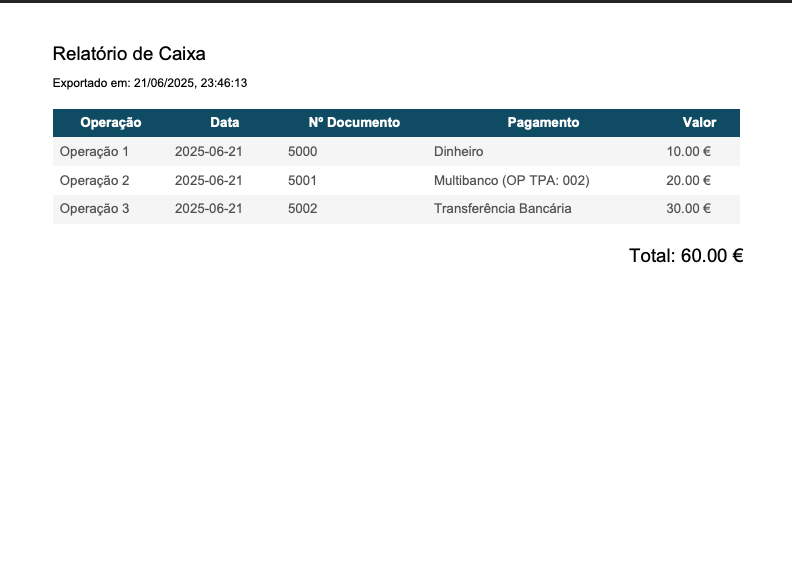 Relatório de Caixa
Exportado em: 21/06/2025, 23:46:13
Operação Data Nº Documento Pagamento Valor
Operação 1 2025-06-21 5000 Dinheiro 10.00 €
Operação 2 2025-06-21 5001 Multibanco (OP TPA: 002) 20.00 €
Operação 3 2025-06-21 5002 Transferência Bancária 30.00 €
Total: 60.00 €